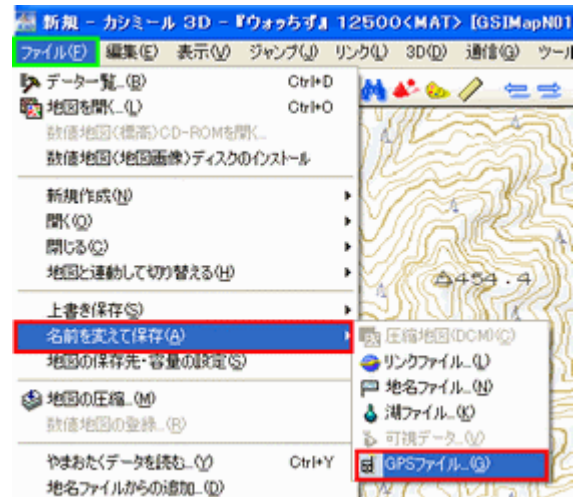 新規 - カシミール 3D - 『ウォっちず』 12500<MAT> [GSIMapN01
ファイル(F) 編集(E) 表示(V) ジャンプ(J) リンク(L) 3D(D) 通信(G) ツール
データ一覧...(B) Ctrl+D
地図を開く...(L) Ctrl+O
数値地図(標高)CD-ROMを開く...
数値地図(地図画像)ディスクのインストール
新規作成(N)
開く(O)
閉じる(C)
地図と連動して切り替える(H)
上書き保存(S)
名前を変えて保存(A)
地図の保存先・容量の設定(S)
地図の圧縮...(M)
数値地図の登録...(R)
やまおたくデータを読む...(Y) Ctrl+Y
地名ファイルからの追加...(D)
454.4
圧縮地図(DCM)(C)
リンクファイル...(L)
地名ファイル...(N)
湖ファイル...(K)
可視データ...(V)
GPSファイル...(G)